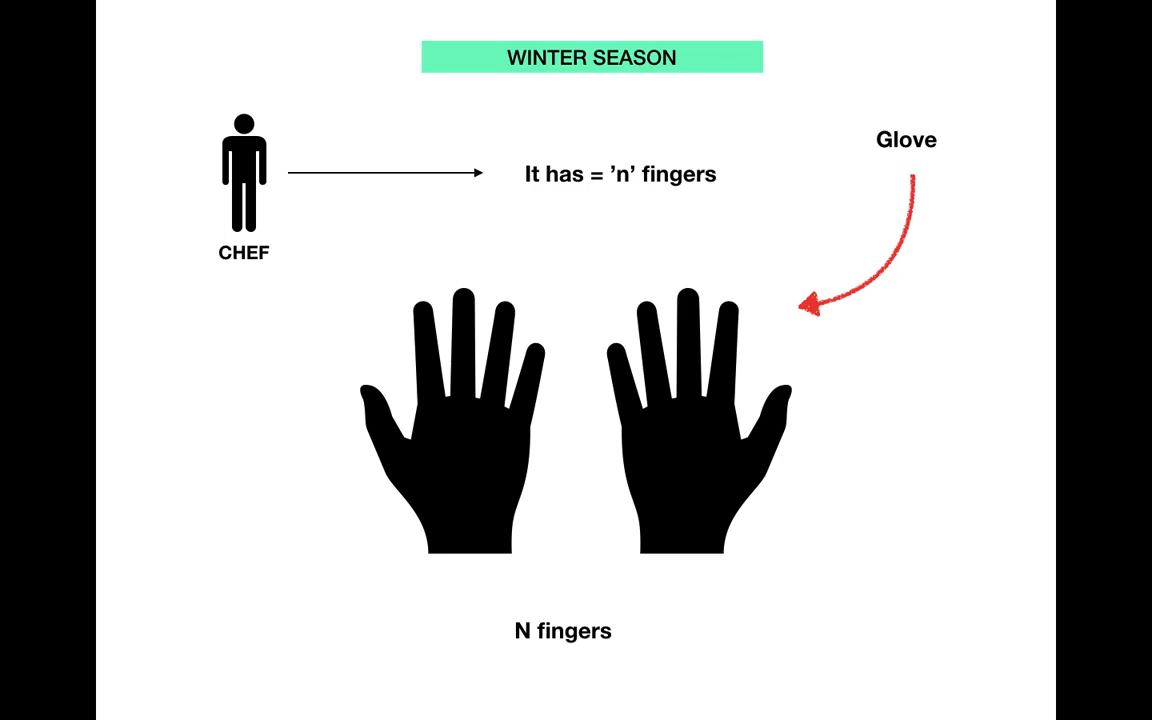 WINTER SEASON
Glove
It has = ’n’ fingers
CHEF
N fingers